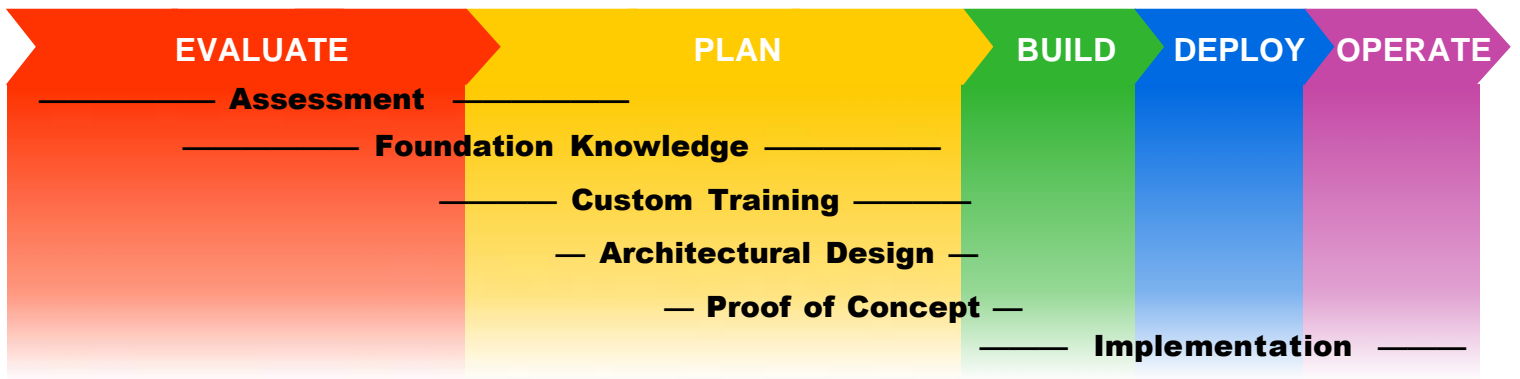 EVALUATE PLAN BUILD DEPLOY OPERATE
Assessment
Foundation Knowledge
Custom Training
Architectural Design
Proof of Concept
Implementation